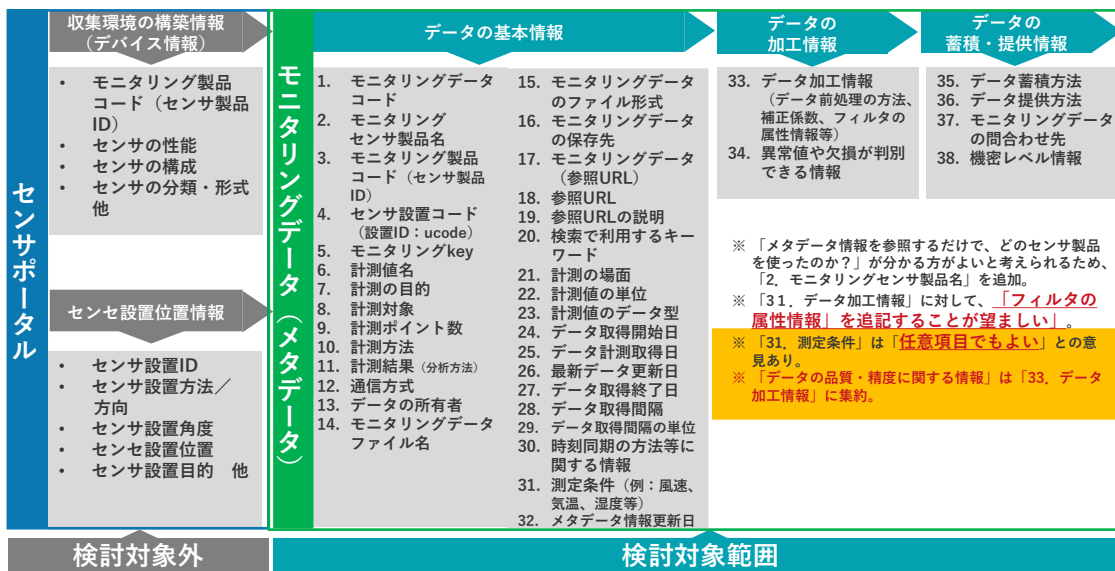 センサポータル
収集環境の構築情報
（デバイス情報）
• モニタリング製品
コード（センサ製品
ID）
• センサの性能
• センサの構成
• センサの分類・形式
他
センセ設置位置情報
• センサ設置ID
• センサ設置方法／
方向
• センサ設置角度
• センセ設置位置
• センサ設置目的　他
検討対象外
モニタリングデータ（メタデータ）
データの基本情報
1. モニタリングデータ
コード
2. モニタリング
センサ製品名
3. モニタリング製品
コード（センサ製品
ID）
4. センサ設置コード
（設置ID：ucode）
5. モニタリングkey
6. 計測値名
7. 計測の目的
8. 計測対象
9. 計測ポイント数
10. 計測方法
11. 計測結果（分析方法）
12. 通信方式
13. データの所有者
14. モニタリングデータ
ファイル名
15. モニタリングデータ
のファイル形式
16. モニタリングデータ
の保存先
17. モニタリングデータ
（参照URL）
18. 参照URL
19. 参照URLの説明
20. 検索で利用するキー
ワード
21. 計測の場面
22. 計測値の単位
23. 計測値のデータ型
24. データ取得開始日
25. データ計測取得日
26. 最新データ更新日
27. データ取得終了日
28. データ取得間隔
29. データ取得間隔の単位
30. 時刻同期の方法等に
関する情報
31. 測定条件（例：風速、
気温、湿度等）
32. メタデータ情報更新日
データの
加工情報
33. データ加工情報
（データ前処理の方法、
補正係数、フィルタの
属性情報等）
34. 異常値や欠損が判別
できる情報
データの
蓄積・提供情報
35. データ蓄積方法
36. データ提供方法
37. モニタリングデータ
の問合わせ先
38. 機密レベル情報
※ 「メタデータ情報を参照するだけで、どのセンサ製品
を使ったのか？」が分かる方がよいと考えられるため、
「2. モニタリングセンサ製品名」を追加。
※ 「３１．データ加工情報」に対して、「フィルタの
属性情報」を追記することが望ましい」。
※ 「31. 測定条件」は「任意項目でもよい」との意
見あり。
※ 「データの品質・精度に関する情報」は「33. データ
加工情報」に集約。
検討対象範囲